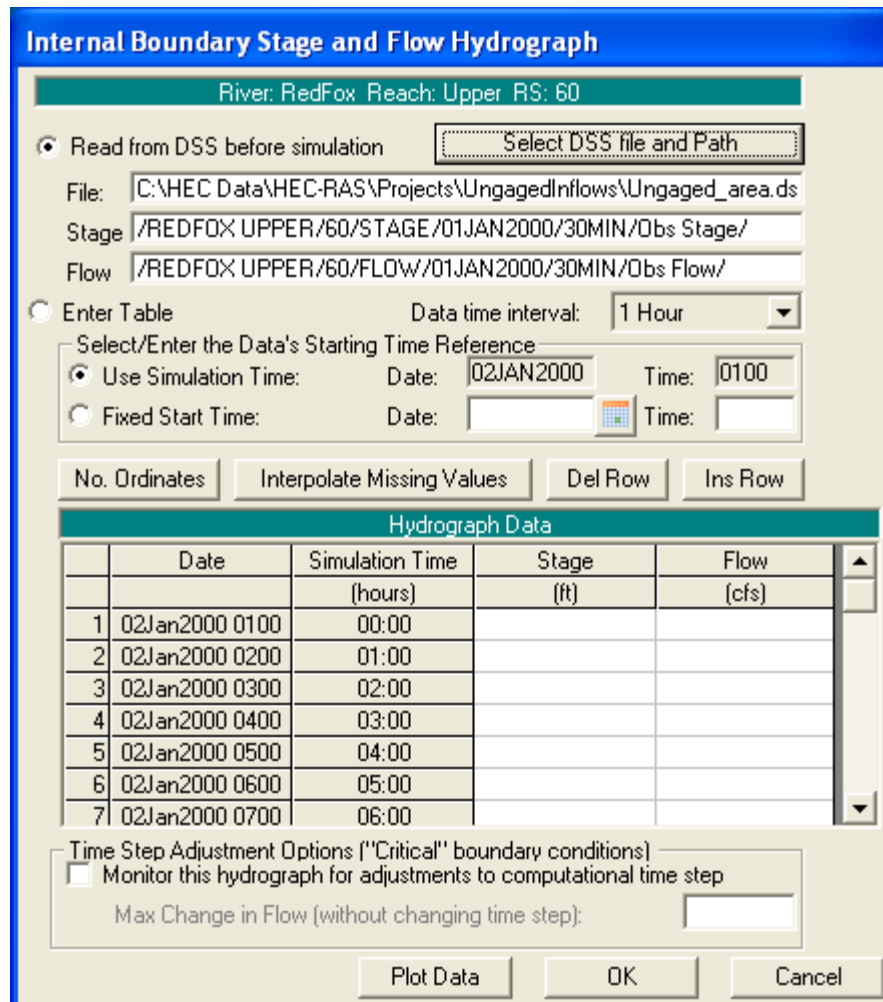 Internal Boundary Stage and Flow Hydrograph
River: RedFox Reach: Upper RS: 60
Read from DSS before simulation Select DSS file and Path
File: C:\HEC Data\HEC-RAS\Projects\UngagedInflows\Ungaged_area.ds
Stage /REDFOX UPPER/60/STAGE/01JAN2000/30MIN/Obs Stage/
Flow /REDFOX UPPER/60/FLOW/01JAN2000/30MIN/Obs Flow/
Enter Table Data time interval: 1 Hour
Select/Enter the Data's Starting Time Reference
Use Simulation Time: Date: 02JAN2000 Time: 0100
Fixed Start Time: Date: Time:
No. Ordinates Interpolate Missing Values Del Row Ins Row
Hydrograph Data
Date Simulation Time Stage Flow
(hours) (ft) (cfs)
1 02Jan2000 0100 00:00
2 02Jan2000 0200 01:00
3 02Jan2000 0300 02:00
4 02Jan2000 0400 03:00
5 02Jan2000 0500 04:00
6 02Jan2000 0600 05:00
7 02Jan2000 0700 06:00
Time Step Adjustment Options ("Critical" boundary conditions)
Monitor this hydrograph for adjustments to computational time step
Max Change in Flow (without changing time step):
Plot Data OK Cancel